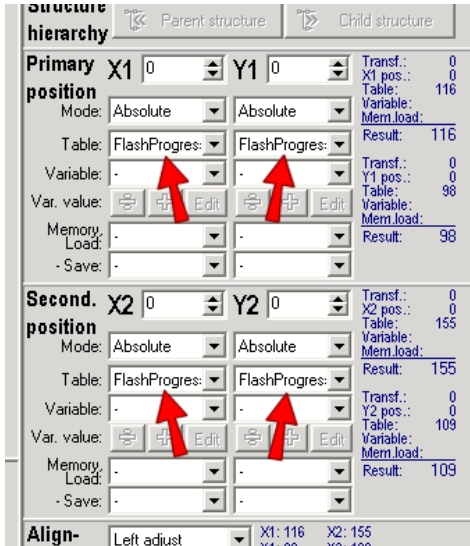 Structure
hierarchy
Parent structure
Child structure
Primary
position
X1 0
Y1 0
Mode: Absolute Absolute
Table: FlashProgres: FlashProgres:
Variable: - -
Var. value: Edit Edit
Memory,
Load: - -
- Save: - -
Transf.: 0
X1 pos.: 0
Table: 116
Variable:
Mem.load:
Result: 116
Transf.: 0
Y1 pos.: 0
Table: 98
Variable:
Mem.load:
Result: 98
Second.
position
X2 0
Y2 0
Mode: Absolute Absolute
Table: FlashProgres: FlashProgres:
Variable: - -
Var. value: Edit Edit
Memory,
Load: - -
- Save: - -
Transf.: 0
X2 pos.: 0
Table: 155
Variable:
Mem.load:
Result: 155
Transf.: 0
Y2 pos.: 0
Table: 109
Variable:
Mem.load:
Result: 109
Align-
Left adjust
X1: 116 X2: 155